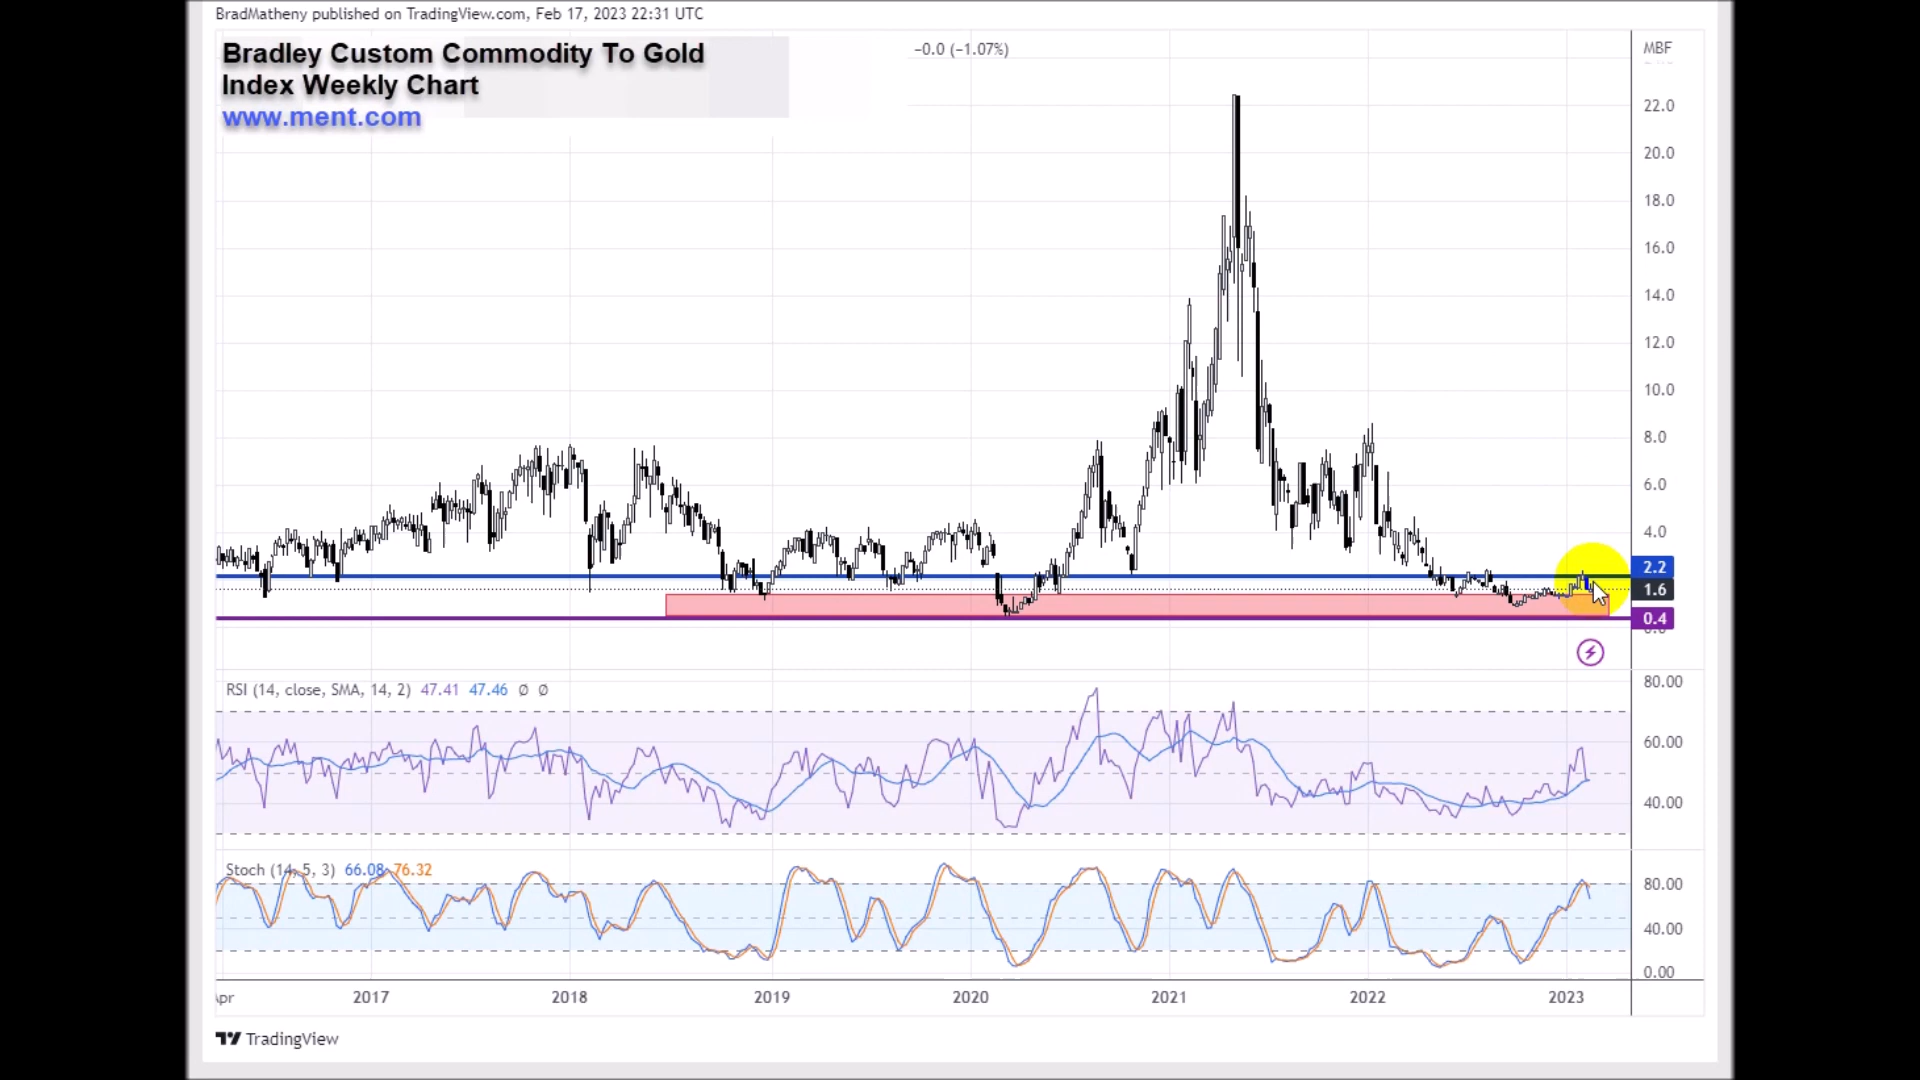 BradMatheny published on TradingView.com, Feb 17, 2023 22:31 UTC
Bradley Custom Commodity To Gold
Index Weekly Chart
www.ment.com
−0.0 (−1.07%)
MBF
22.0
20.0
18.0
16.0
14.0
12.0
10.0
8.0
6.0
4.0
2.2
1.6
0.4
RSI (14, close, SMA, 14, 2) 47.41 47.46 Ø Ø
80.00
60.00
40.00
Stoch (14, 5, 3) 66.08 76.32
80.00
40.00
0.00
Apr 2017 2018 2019 2020 2021 2022 2023
TradingView